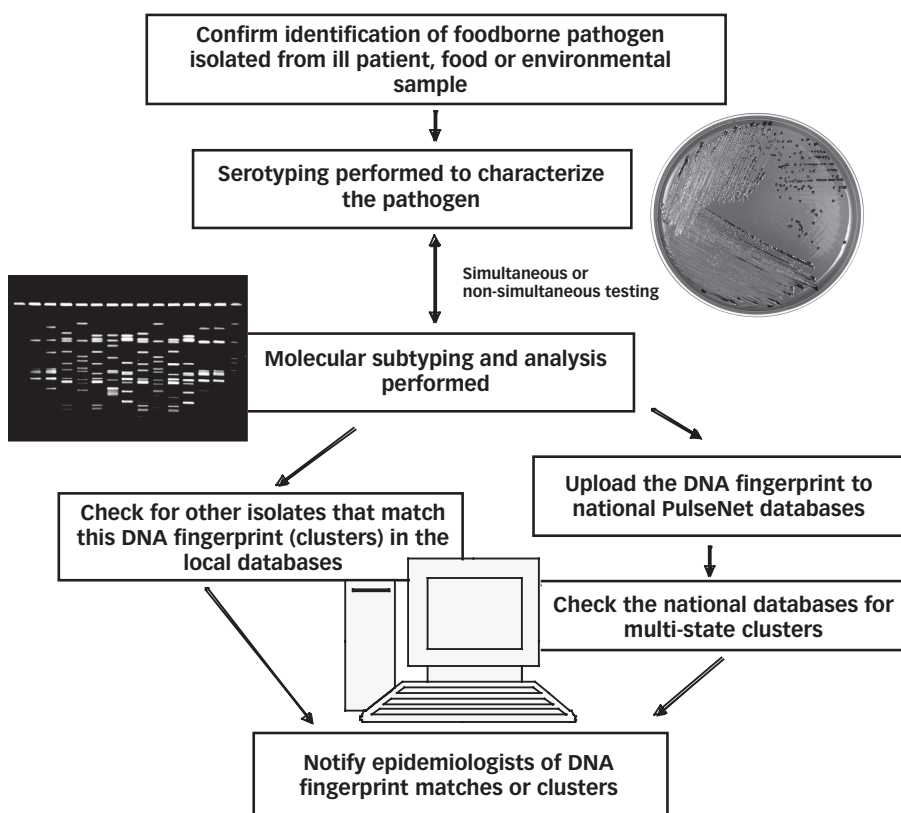 Confirm identification of foodborne pathogen
isolated from ill patient, food or environmental
sample
Serotyping performed to characterize
the pathogen
Simultaneous or
non-simultaneous testing
Molecular subtyping and analysis
performed
Check for other isolates that match
this DNA fingerprint (clusters) in the
local databases
Upload the DNA fingerprint to
national PulseNet databases
Check the national databases for
multi-state clusters
Notify epidemiologists of DNA
fingerprint matches or clusters